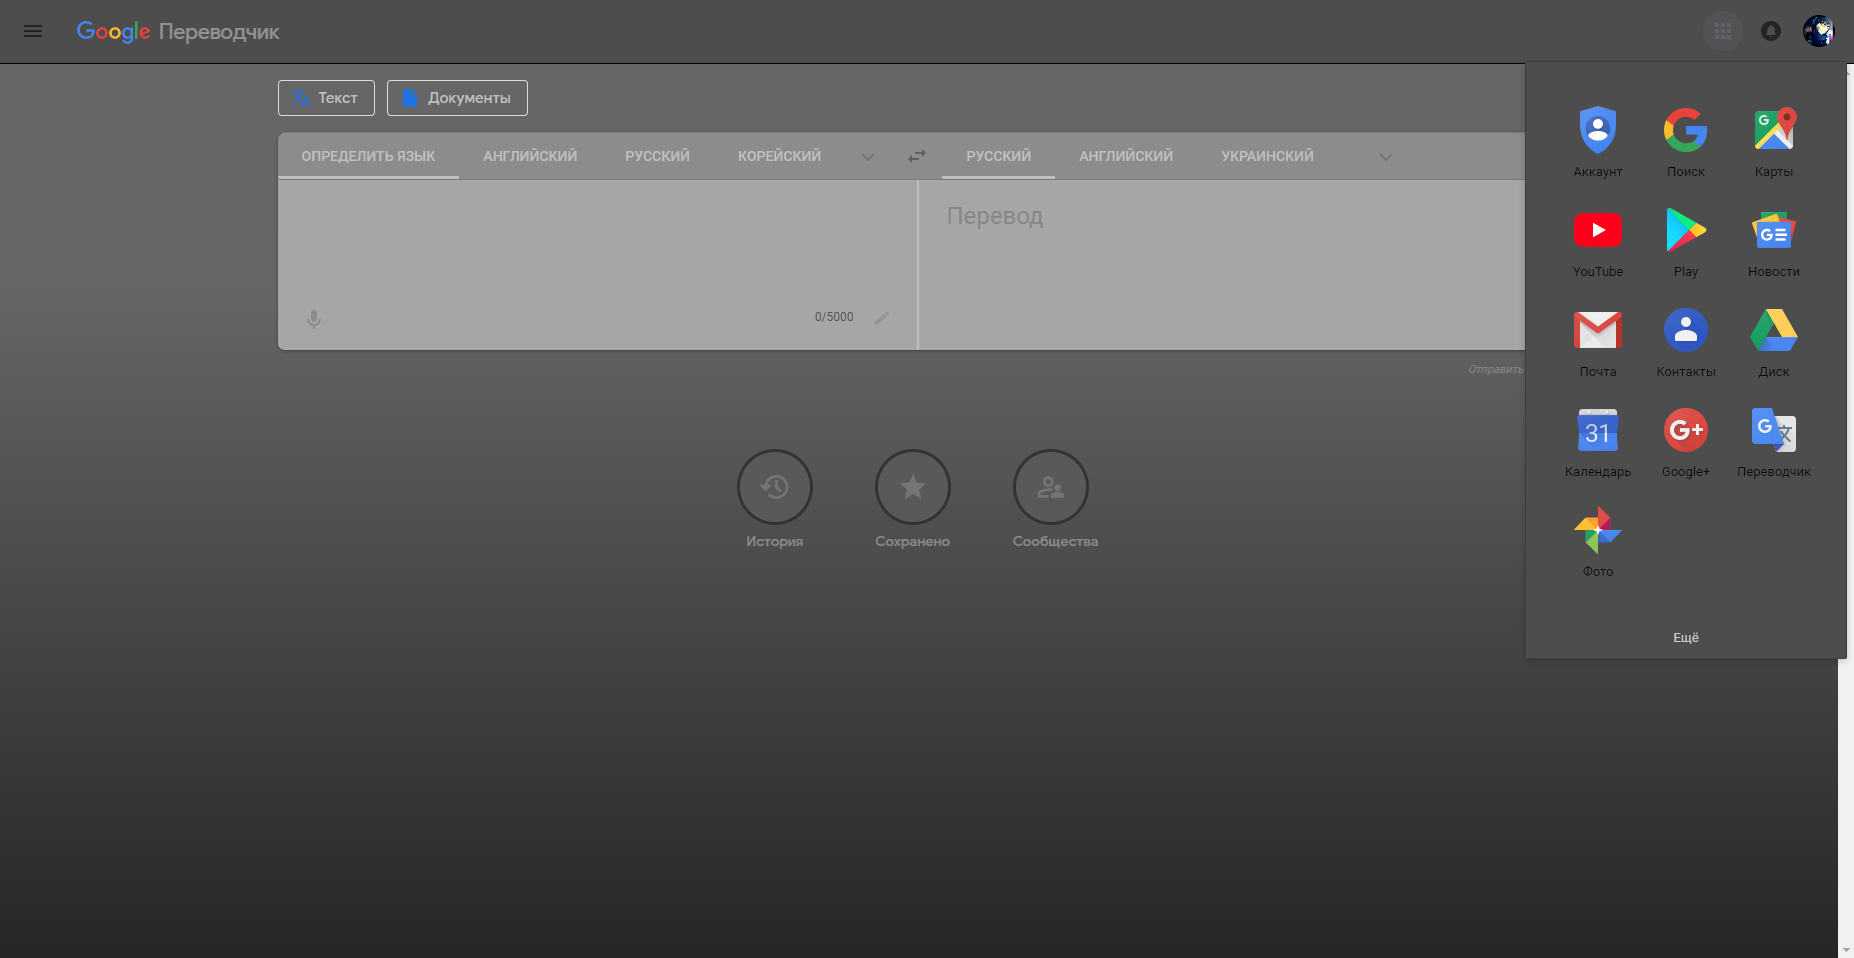 Google Переводчик
Текст
Документы
ОПРЕДЕЛИТЬ ЯЗЫК
АНГЛИЙСКИЙ
РУССКИЙ
КОРЕЙСКИЙ
РУССКИЙ
АНГЛИЙСКИЙ
УКРАИНСКИЙ
Перевод
0/5000
Отправить
История
Сохранено
Сообщества
Аккаунт
Поиск
Карты
YouTube
Play
Новости
Почта
Контакты
Диск
31
Календарь
G+
Google+
G 文
Переводчик
Фото
Ещё